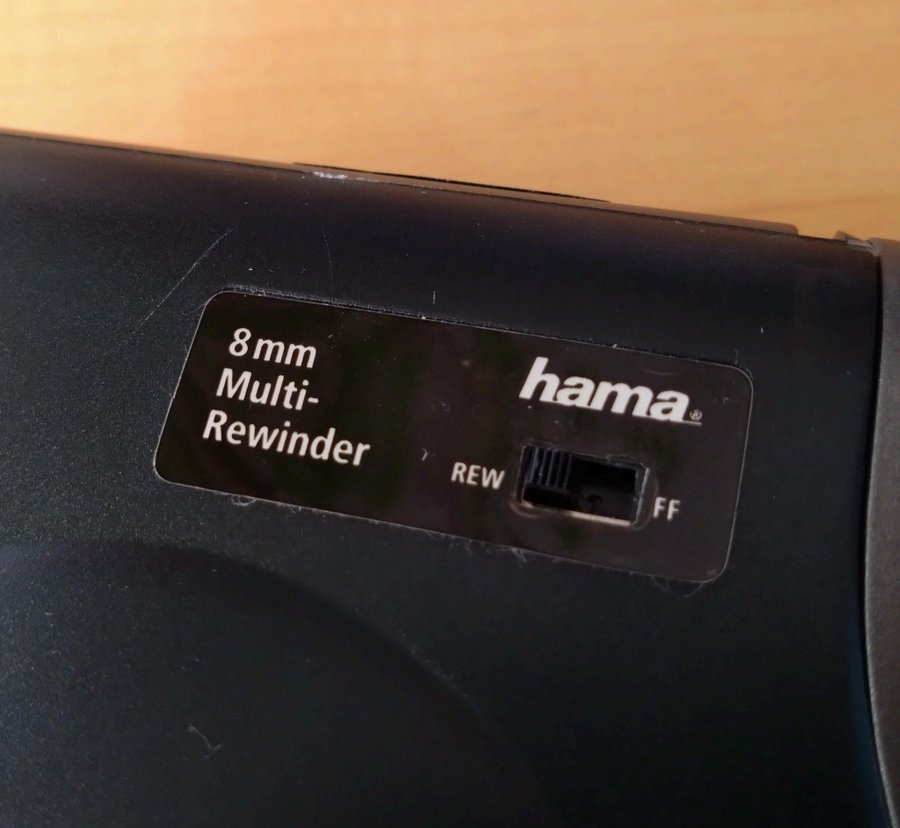 8mm
Multi-
Rewinder
hama®
REW
FF